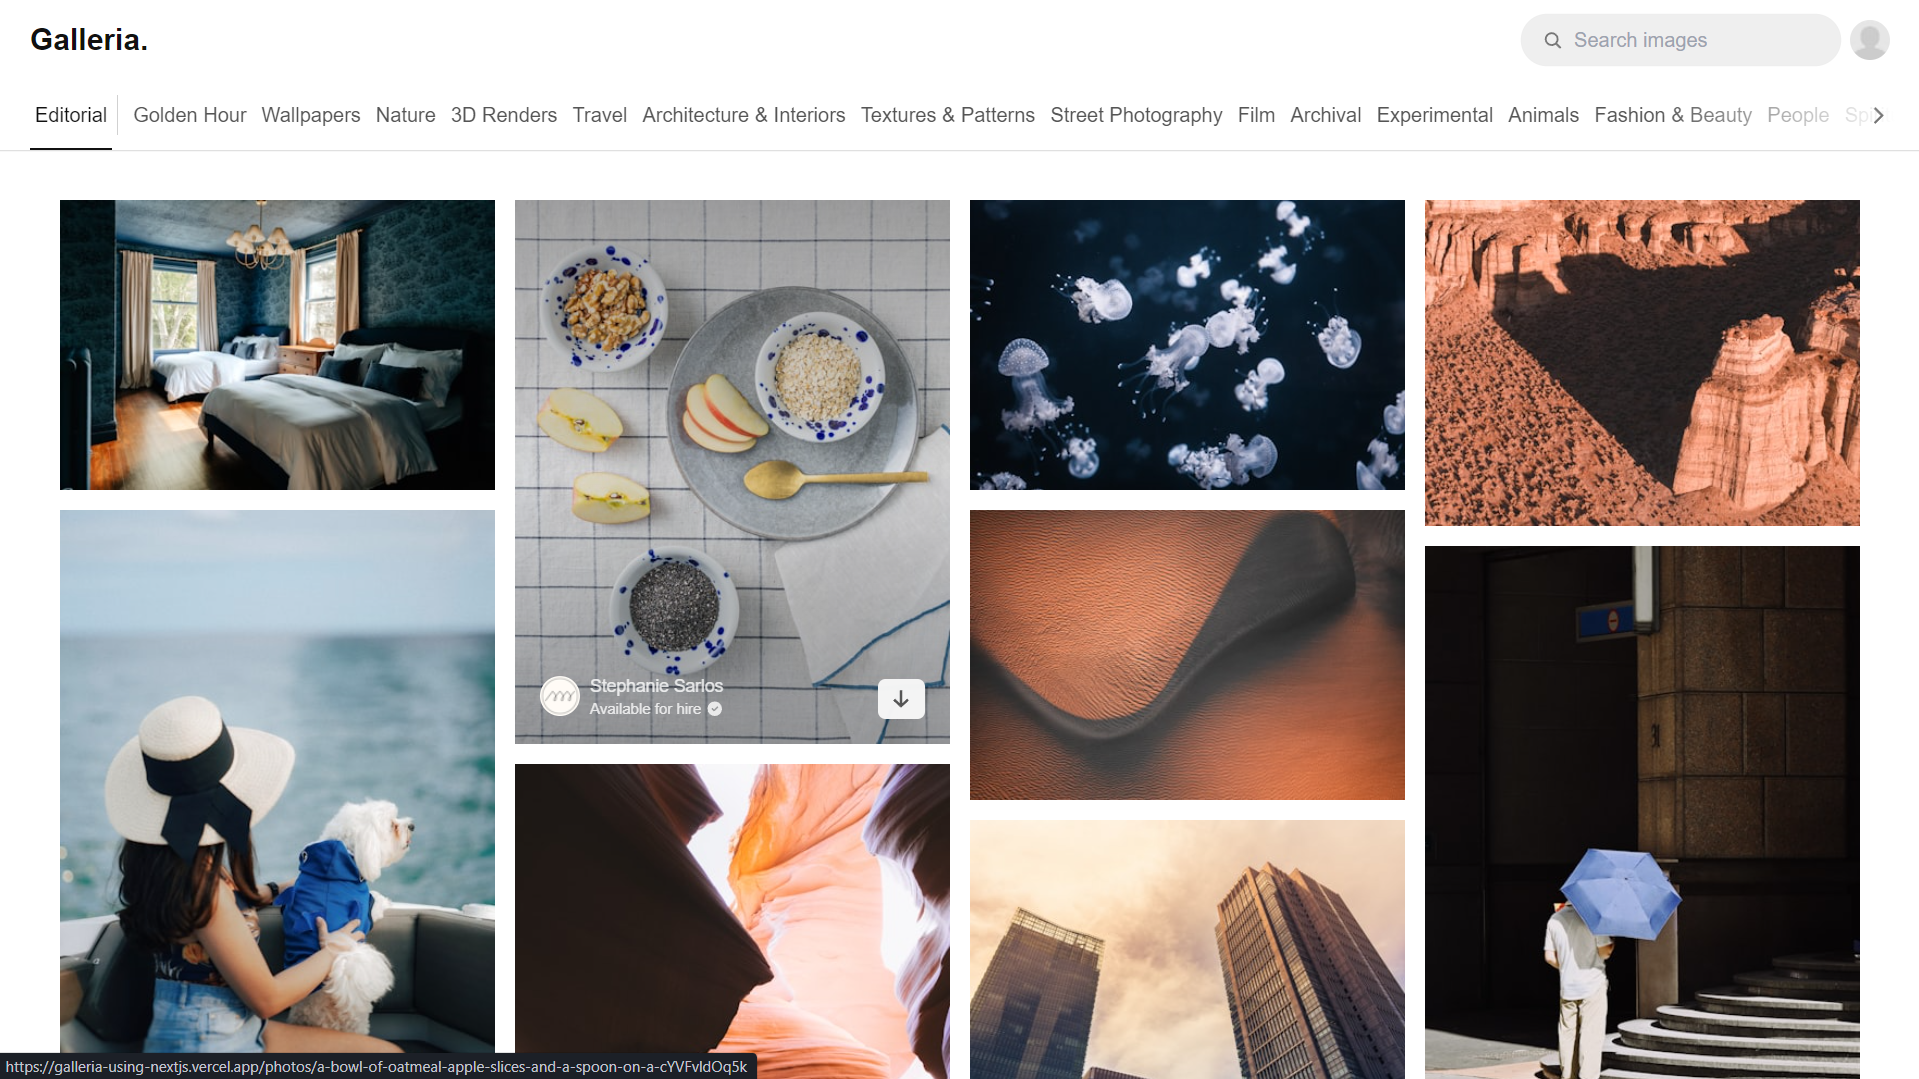 Galleria.
Search images
Editorial Golden Hour Wallpapers Nature 3D Renders Travel Architecture & Interiors Textures & Patterns Street Photography Film Archival Experimental Animals Fashion & Beauty People
Stephanie Sarlos
Available for hire
https://galleria-using-nextjs.vercel.app/photos/a-bowl-of-oatmeal-apple-slices-and-a-spoon-on-a-cYVFvldOq5k